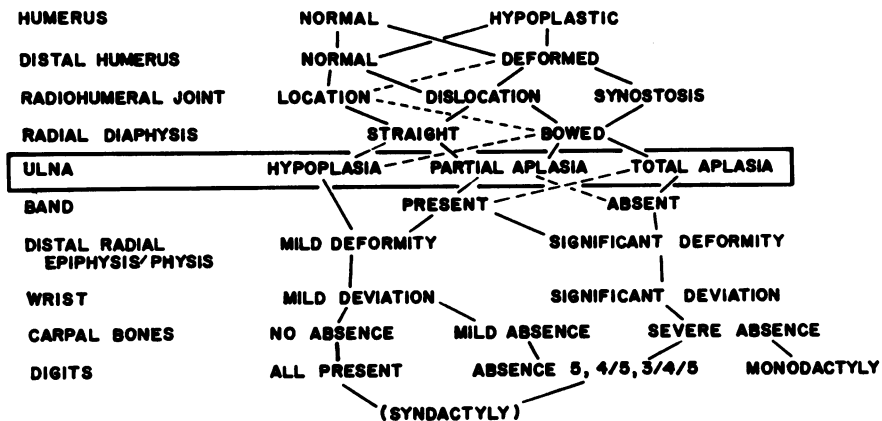 HUMERUS NORMAL HYPOPLASTIC
DISTAL HUMERUS NORMAL DEFORMED
RADIOHUMERAL JOINT LOCATION DISLOCATION SYNOSTOSIS
RADIAL DIAPHYSIS STRAIGHT BOWED
ULNA HYPOPLASIA PARTIAL APLASIA TOTAL APLASIA
BAND PRESENT ABSENT
DISTAL RADIAL MILD DEFORMITY SIGNIFICANT DEFORMITY
EPIPHYSIS/PHYSIS
WRIST MILD DEVIATION SIGNIFICANT DEVIATION
CARPAL BONES NO ABSENCE MILD ABSENCE SEVERE ABSENCE
DIGITS ALL PRESENT ABSENCE 5, 4/5, 3/4/5 MONODACTYLY
(SYNDACTYLY)